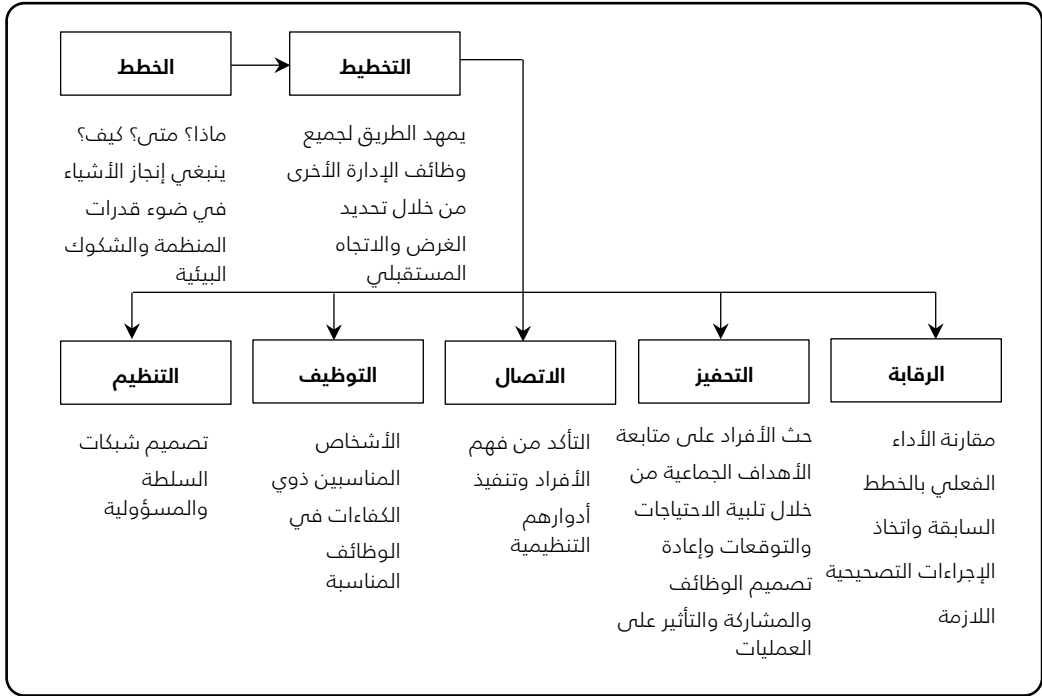 التخطيط
يمهد الطريق لجميع
وظائف الإدارة الأخرى
من خلال تحديد
الغرض والاتجاه
المستقبلي
الخطط
ماذا؟ متى؟ كيف؟
ينبغي إنجاز الأشياء
في ضوء قدرات
المنظمة والشكوك
البيئية
الرقابة
مقارنة الأداء
الفعلي بالخطط
السابقة واتخاذ
الإجراءات التصحيحية
اللازمة
التحفيز
حث الأفراد على متابعة
الأهداف الجماعية من
خلال تلبية الاحتياجات
والتوقعات وإعادة
تصميم الوظائف
والمشاركة والتأثير على
العمليات
الاتصال
التأكد من فهم
الأفراد وتنفيذ
أدوارهم
التنظيمية
التوظيف
الأشخاص
المناسبين ذوي
الكفاءات في
الوظائف
المناسبة
التنظيم
تصميم شبكات
السلطة
والمسؤولية